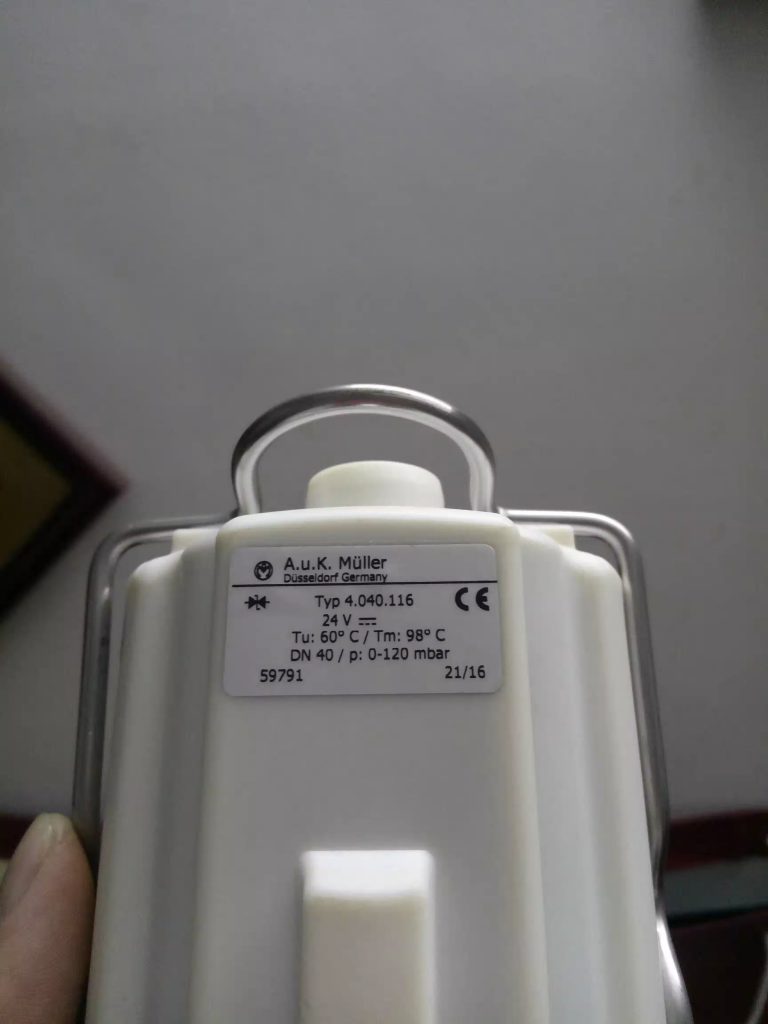 A.u.K. Müller
Düsseldorf Germany
Typ 4.040.116 CE
24 V ⎓
Tu: 60° C / Tm: 98° C
DN 40 / p: 0-120 mbar
59791 21/16